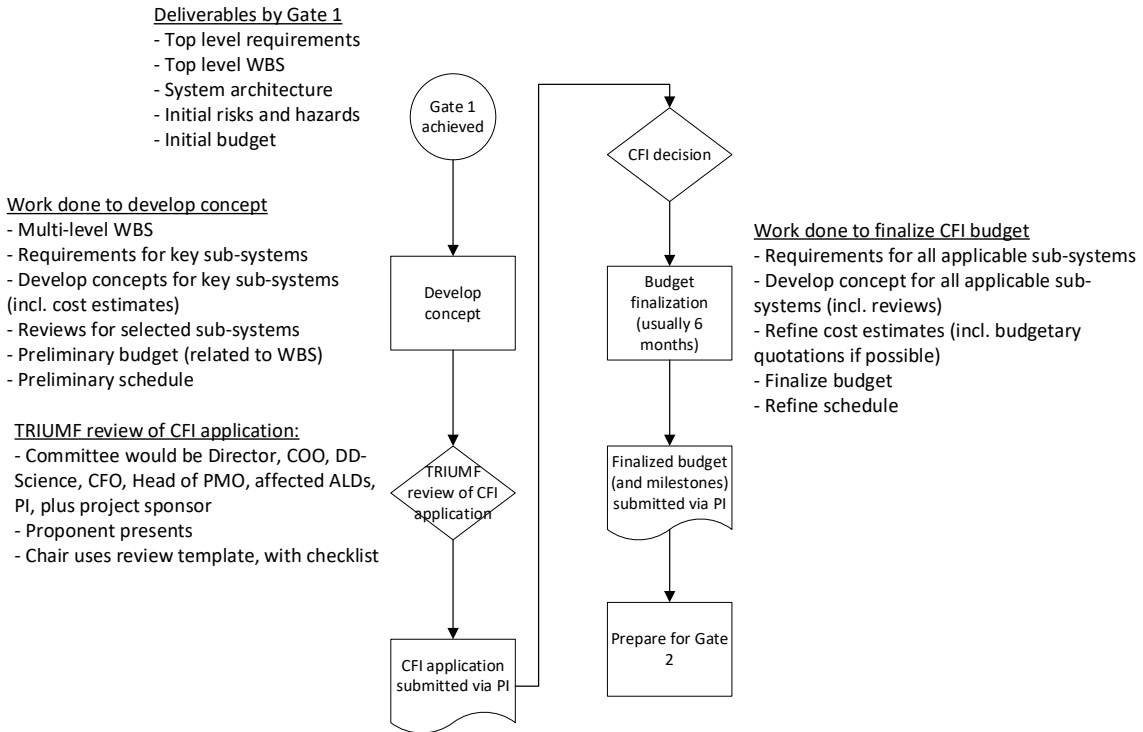 Deliverables by Gate 1
- Top level requirements
- Top level WBS
- System architecture
- Initial risks and hazards
- Initial budget
Gate 1
achieved
Work done to develop concept
- Multi-level WBS
- Requirements for key sub-systems
- Develop concepts for key sub-systems
(incl. cost estimates)
- Reviews for selected sub-systems
- Preliminary budget (related to WBS)
- Preliminary schedule
Develop
concept
TRIUMF review of CFI application:
- Committee would be Director, COO, DD-
Science, CFO, Head of PMO, affected ALDs,
PI, plus project sponsor
- Proponent presents
- Chair uses review template, with checklist
TRIUMF
review of CFI
application
CFI application
submitted via PI
CFI decision
Budget
finalization
(usually 6
months)
Work done to finalize CFI budget
- Requirements for all applicable sub-systems
- Develop concept for all applicable sub-
systems (incl. reviews)
- Refine cost estimates (incl. budgetary
quotations if possible)
- Finalize budget
- Refine schedule
Finalized budget
(and milestones)
submitted via PI
Prepare for Gate
2